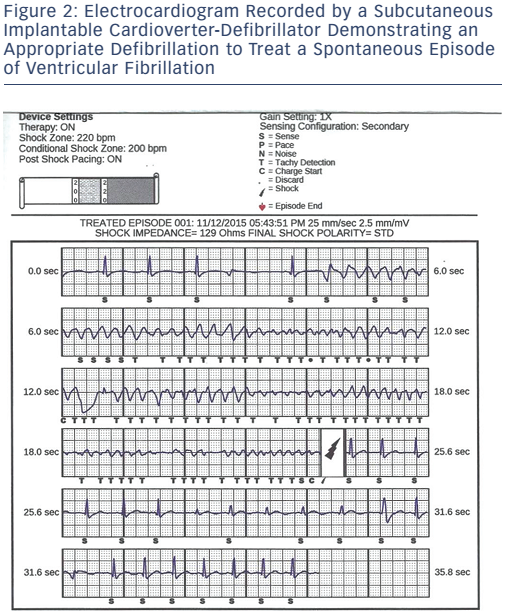 Figure 2: Electrocardiogram Recorded by a Subcutaneous
Implantable Cardioverter-Defibrillator Demonstrating an
Appropriate Defibrillation to Treat a Spontaneous Episode
of Ventricular Fibrillation
Device Settings
Therapy: ON
Shock Zone: 220 bpm
Conditional Shock Zone: 200 bpm
Post Shock Pacing: ON
200
220
Gain Setting: 1X
Sensing Configuration: Secondary
S = Sense
P = Pace
N = Noise
T = Tachy Detection
C = Charge Start
. = Discard
= Shock
= Episode End
TREATED EPISODE 001: 11/12/2015 05:43:51 PM 25 mm/sec 2.5 mm/mV
SHOCK IMPEDANCE= 129 Ohms FINAL SHOCK POLARITY= STD
0.0 sec 6.0 sec
S S S S S S S
6.0 sec 12.0 sec
S S S S T T T T T T T T T T T T T • T T T T • T T T T
12.0 sec 18.0 sec
C T T T T T T T T T T T T T T T T T T T T T T T T
18.0 sec 25.6 sec
T T T T T T T T T T T T T T T T T S C S S S
25.6 sec 31.6 sec
S S S S S S S
31.6 sec 35.8 sec
S S S S S S S